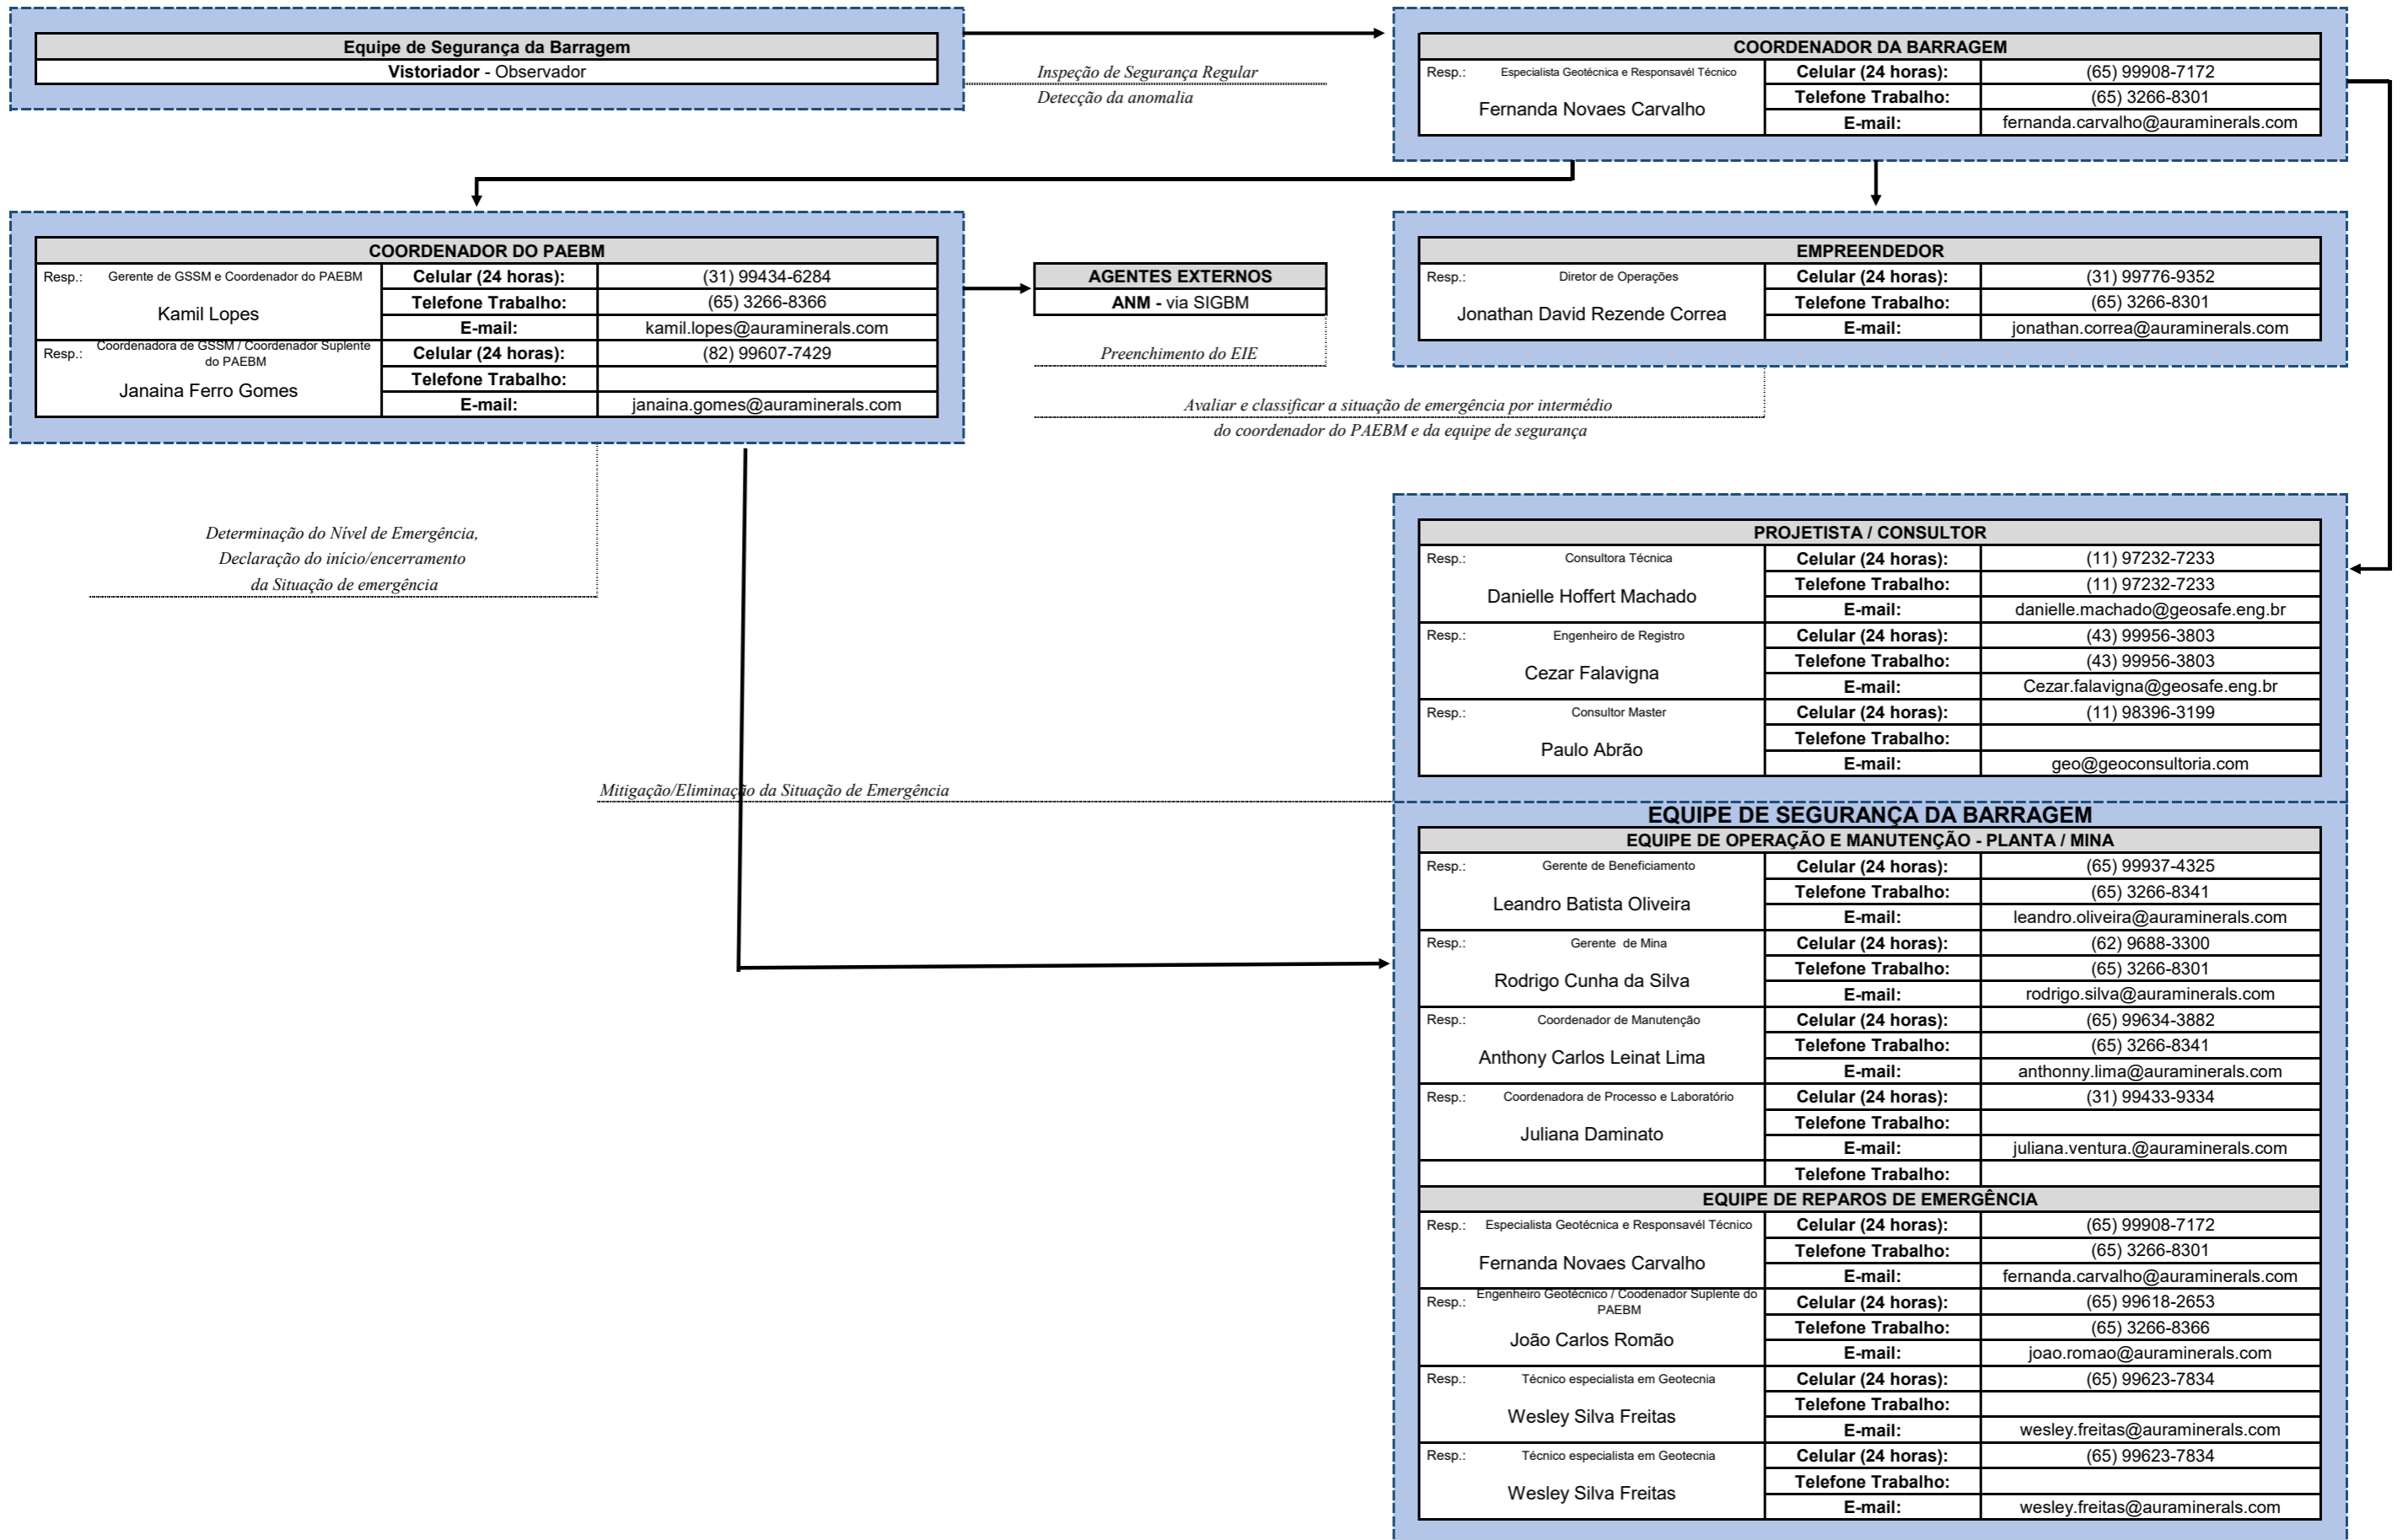 Equipe de Segurança da Barragem
Vistoriador - Observador
Inspeção de Segurança Regular
Detecção da anomalia
COORDENADOR DA BARRAGEM
Resp.: Especialista Geotécnica e Responsavél Técnico
Fernanda Novaes Carvalho
Celular (24 horas): (65) 99908-7172
Telefone Trabalho: (65) 3266-8301
E-mail: fernanda.carvalho@auraminerals.com
COORDENADOR DO PAEBM
Resp.: Gerente de GSSM e Coordenador do PAEBM
Kamil Lopes
Celular (24 horas): (31) 99434-6284
Telefone Trabalho: (65) 3266-8366
E-mail: kamil.lopes@auraminerals.com
Resp.: Coordenadora de GSSM / Coordenador Suplente
do PAEBM
Janaina Ferro Gomes
Celular (24 horas): (82) 99607-7429
Telefone Trabalho:
E-mail: janaina.gomes@auraminerals.com
AGENTES EXTERNOS
ANM - via SIGBM
Preenchimento do EIE
EMPREENDEDOR
Resp.: Diretor de Operações
Jonathan David Rezende Correa
Celular (24 horas): (31) 99776-9352
Telefone Trabalho: (65) 3266-8301
E-mail: jonathan.correa@auraminerals.com
Avaliar e classificar a situação de emergência por intermédio
do coordenador do PAEBM e da equipe de segurança
Determinação do Nível de Emergência,
Declaração do início/encerramento
da Situação de emergência
PROJETISTA / CONSULTOR
Resp.: Consultora Técnica
Danielle Hoffert Machado
Celular (24 horas): (11) 97232-7233
Telefone Trabalho: (11) 97232-7233
E-mail: danielle.machado@geosafe.eng.br
Resp.: Engenheiro de Registro
Cezar Falavigna
Celular (24 horas): (43) 99956-3803
Telefone Trabalho: (43) 99956-3803
E-mail: Cezar.falavigna@geosafe.eng.br
Resp.: Consultor Master
Paulo Abrão
Celular (24 horas): (11) 98396-3199
Telefone Trabalho:
E-mail: geo@geoconsultoria.com
Mitigação/Eliminação da Situação de Emergência
EQUIPE DE SEGURANÇA DA BARRAGEM
EQUIPE DE OPERAÇÃO E MANUTENÇÃO - PLANTA / MINA
Resp.: Gerente de Beneficiamento
Leandro Batista Oliveira
Celular (24 horas): (65) 99937-4325
Telefone Trabalho: (65) 3266-8341
E-mail: leandro.oliveira@auraminerals.com
Resp.: Gerente de Mina
Rodrigo Cunha da Silva
Celular (24 horas): (62) 9688-3300
Telefone Trabalho: (65) 3266-8301
E-mail: rodrigo.silva@auraminerals.com
Resp.: Coordenador de Manutenção
Anthony Carlos Leinat Lima
Celular (24 horas): (65) 99634-3882
Telefone Trabalho: (65) 3266-8341
E-mail: anthonny.lima@auraminerals.com
Resp.: Coordenadora de Processo e Laboratório
Juliana Daminato
Celular (24 horas): (31) 99433-9334
Telefone Trabalho:
E-mail: juliana.ventura.@auraminerals.com
Telefone Trabalho:
EQUIPE DE REPAROS DE EMERGÊNCIA
Resp.: Especialista Geotécnica e Responsavél Técnico
Fernanda Novaes Carvalho
Celular (24 horas): (65) 99908-7172
Telefone Trabalho: (65) 3266-8301
E-mail: fernanda.carvalho@auraminerals.com
Resp.: Engenheiro Geotécnico / Coodenador Suplente do
PAEBM
João Carlos Romão
Celular (24 horas): (65) 99618-2653
Telefone Trabalho: (65) 3266-8366
E-mail: joao.romao@auraminerals.com
Resp.: Técnico especialista em Geotecnia
Wesley Silva Freitas
Celular (24 horas): (65) 99623-7834
Telefone Trabalho:
E-mail: wesley.freitas@auraminerals.com
Resp.: Técnico especialista em Geotecnia
Wesley Silva Freitas
Celular (24 horas): (65) 99623-7834
Telefone Trabalho:
E-mail: wesley.freitas@auraminerals.com